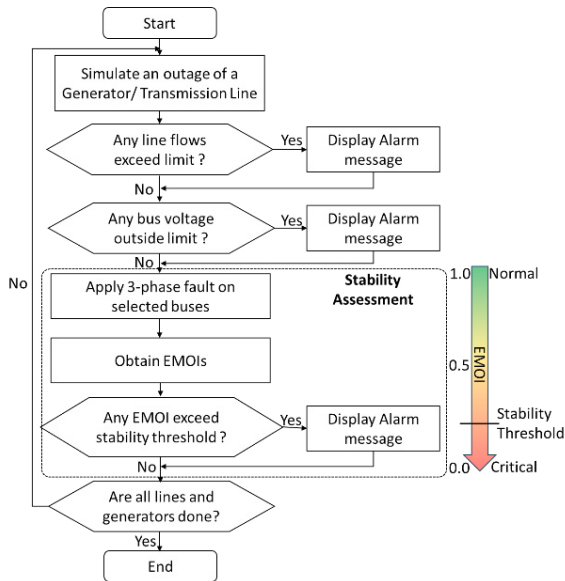 Start
Simulate an outage of a
Generator/ Transmission Line
Any line flows
exceed limit ?
Yes
Display Alarm
message
No
Any bus voltage
outside limit ?
Yes
Display Alarm
message
No
No
Stability
Assessment
Apply 3-phase fault on
selected buses
Obtain EMOIs
Any EMOI exceed
stability threshold ?
Yes
Display Alarm
message
No
Are all lines and
generators done?
Yes
End
1.0 Normal
0.5
EMOI
Stability
Threshold
0.0 Critical